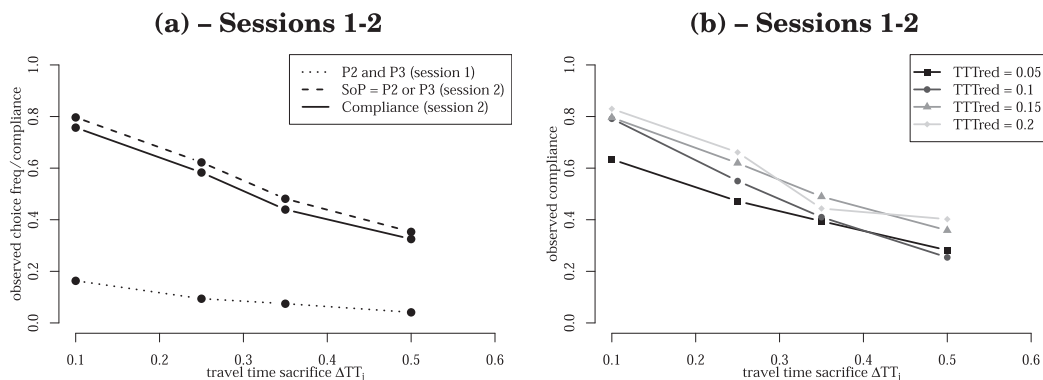 (a) – Sessions 1-2
P2 and P3 (session 1)
SoP = P2 or P3 (session 2)
Compliance (session 2)
observed choice freq/compliance
0.0 0.2 0.4 0.6 0.8 1.0
0.1 0.2 0.3 0.4 0.5 0.6
travel time sacrifice ΔTTᵢ
(b) – Sessions 1-2
TTTred = 0.05
TTTred = 0.1
TTTred = 0.15
TTTred = 0.2
observed compliance
0.0 0.2 0.4 0.6 0.8 1.0
0.1 0.2 0.3 0.4 0.5 0.6
travel time sacrifice ΔTTᵢ